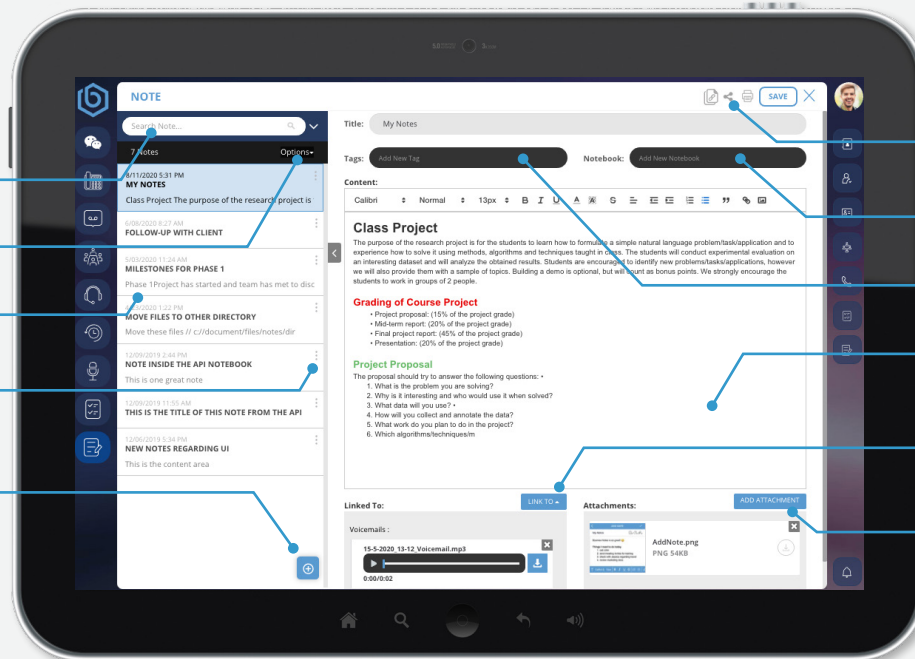 NOTE
SAVE
Search Note...
7 Notes
Options
8/11/2020 5:31 PM
MY NOTES
Class Project The purpose of the research project is
6/08/2020 8:27 AM
FOLLOW-UP WITH CLIENT
5/03/2020 11:24 AM
MILESTONES FOR PHASE 1
Phase 1Project has started and team has met to disc
1:22 PM
MOVE FILES TO OTHER DIRECTORY
Move these files // c://document/files/notes/dir
12/09/2019 2:44 PM
NOTE INSIDE THE API NOTEBOOK
This is one great note
12/09/2019 11:55 AM
THIS IS THE TITLE OF THIS NOTE FROM THE API
12/06/2019 5:34 PM
NEW NOTES REGARDING UI
This is the content area
Title: My Notes
Tags: Add New Tag
Notebook: Add New Notebook
Content:
Calibri Normal 13px B I U A A S
Class Project
The purpose of the research project is for the students to learn how to formulate a simple natural language problem/task/application and to
experience how to solve it using methods, algorithms and techniques taught in class. The students will conduct experimental evaluation on
an interesting dataset and will analyze the obtained results. Students are encouraged to identify new problems/tasks/applications, however
we will also provide them with a sample of topics. Building a demo is optional, but will count as bonus points. We strongly encourage the
students to work in groups of 2 people.
Grading of Course Project
• Project proposal: (15% of the project grade)
• Mid-term report: (20% of the project grade)
• Final project report: (45% of the project grade)
• Presentation: (20% of the project grade)
Project Proposal
The proposal should try to answer the following questions: •
1. What is the problem you are solving?
2. Why is it interesting and who would use it when solved?
3. What data will you use? •
4. How will you collect and annotate the data?
5. What work do you plan to do in the project?
6. Which algorithms/techniques/m
Linked To:
LINK TO
Voicemails :
15-5-2020_13-12_Voicemail.mp3
0:00/0:02
Attachments:
ADD ATTACHMENT
AddNote.png
PNG 54KB